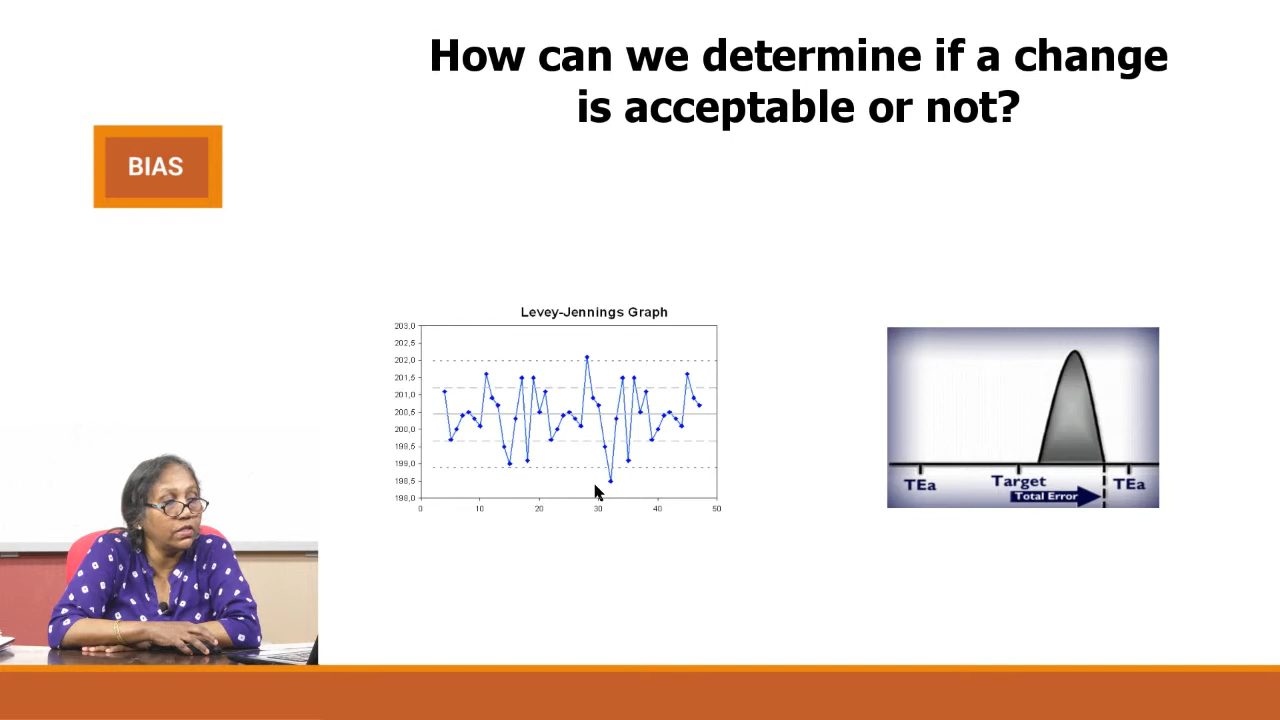 How can we determine if a change
is acceptable or not?
BIAS
Levey-Jennings Graph
203,0
202,5
202,0
201,5
201,0
200,5
200,0
199,5
199,0
198,5
198,0
0 10 20 30 40 50
TEa Target TEa
Total Error